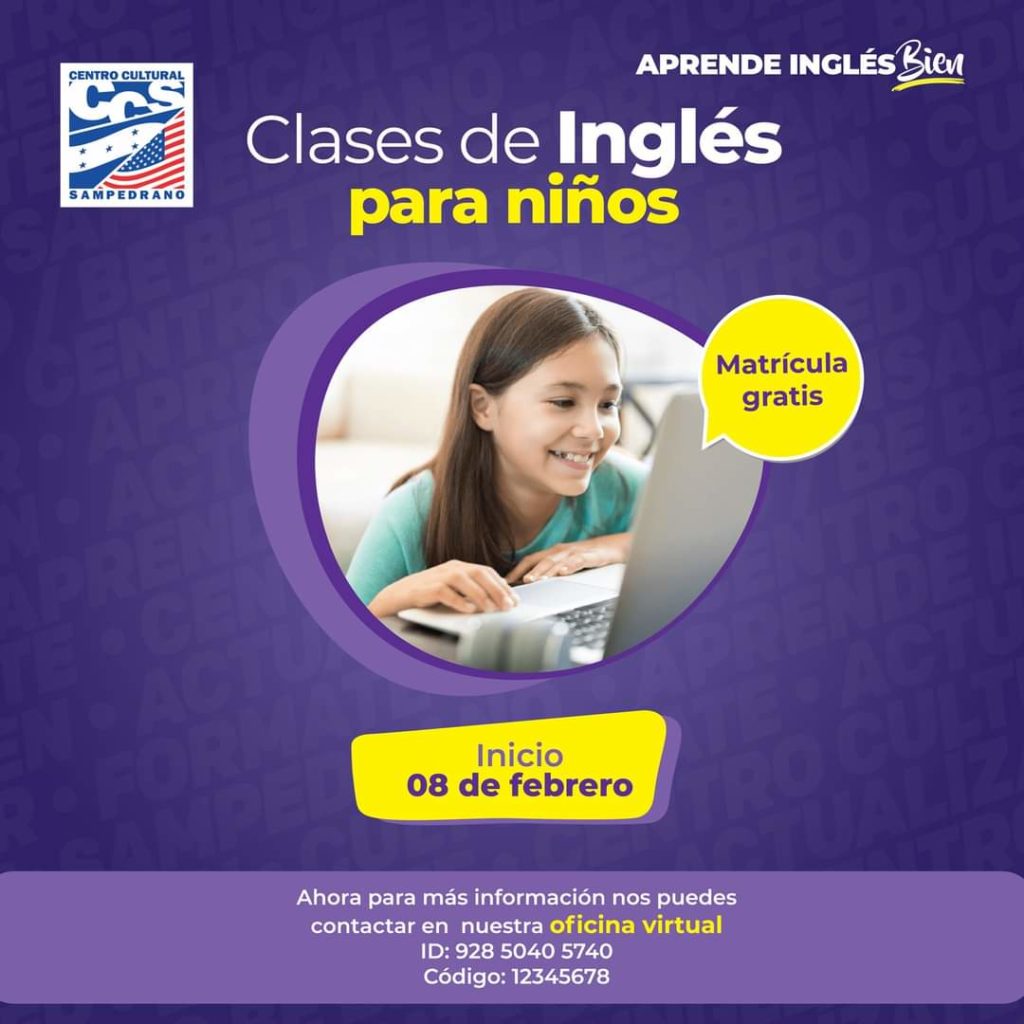 CENTRO CULTURAL
CCS
SAMPEDRANO
APRENDE INGLÉS Bien
Clases de Inglés
para niños
Matrícula
gratis
Inicio
08 de febrero
Ahora para más información nos puedes
contactar en nuestra oficina virtual
ID: 928 5040 5740
Código: 12345678